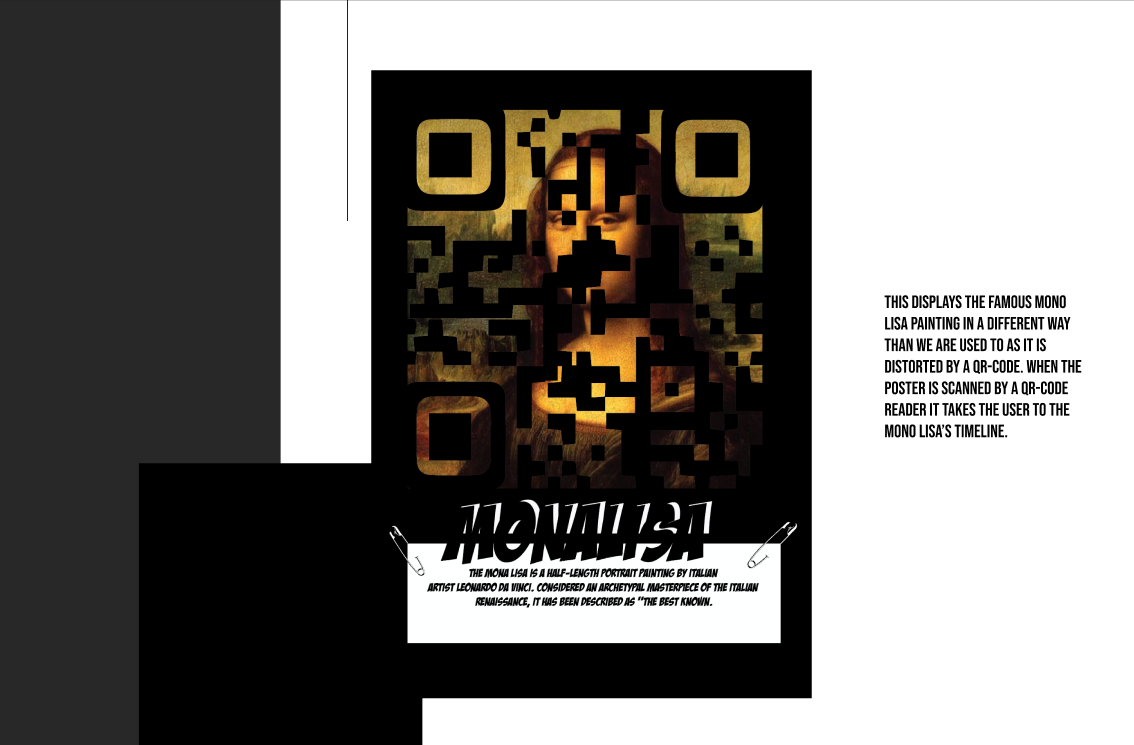 THIS DISPLAYS THE FAMOUS MONO
LISA PAINTING IN A DIFFERENT WAY
THAN WE ARE USED TO AS IT IS
DISTORTED BY A QR-CODE. WHEN THE
POSTER IS SCANNED BY A QR-CODE
READER IT TAKES THE USER TO THE
MONO LISA'S TIMELINE.
MONALISA
THE MONA LISA IS A HALF-LENGTH PORTRAIT PAINTING BY ITALIAN
ARTIST LEONARDO DA VINCI. CONSIDERED AN ARCHETYPAL MASTERPIECE OF THE ITALIAN
RENAISSANCE, IT HAS BEEN DESCRIBED AS "THE BEST KNOWN.